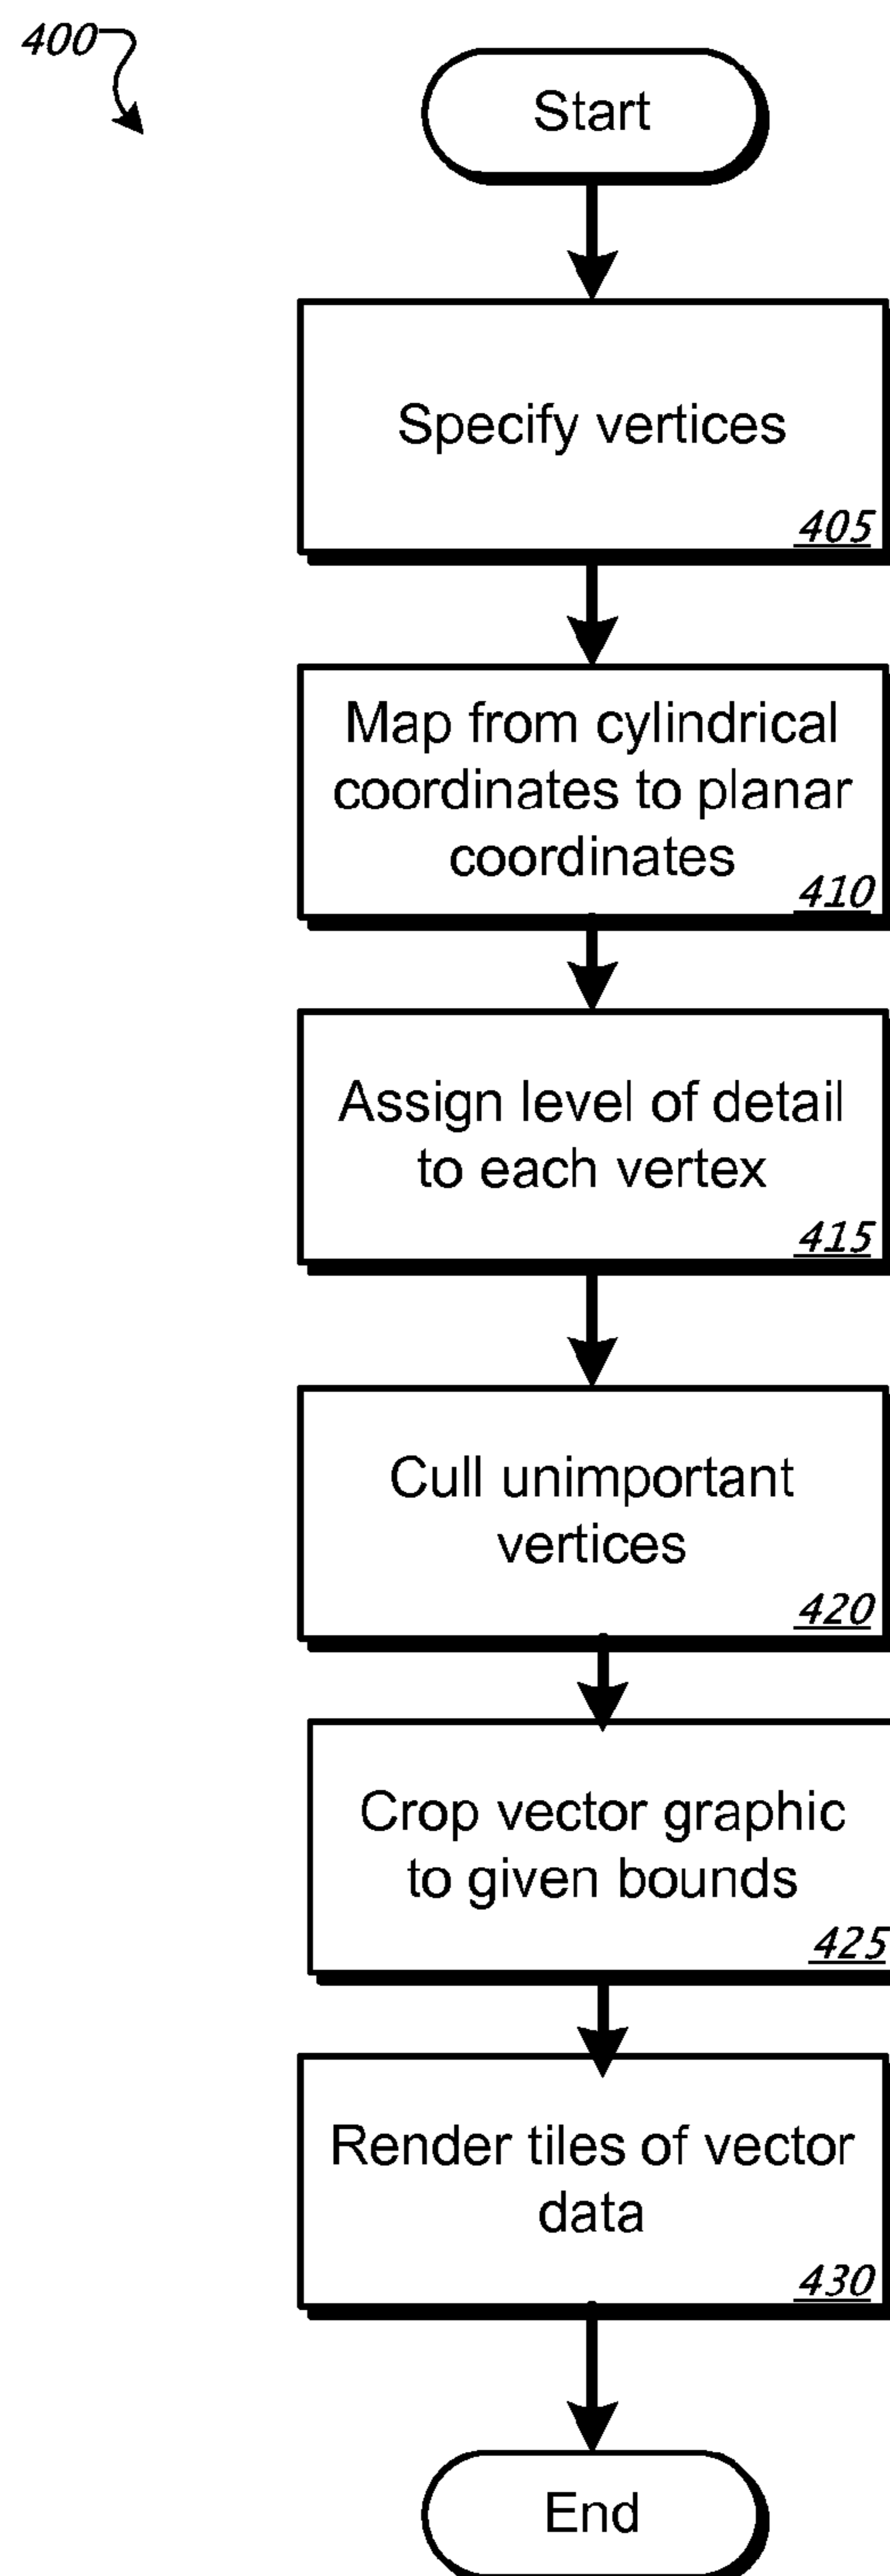 400
Start
Specify vertices
405
Map from cylindrical
coordinates to planar
coordinates
410
Assign level of detail
to each vertex
415
Cull unimportant
vertices
420
Crop vector graphic
to given bounds
425
Render tiles of vector
data
430
End